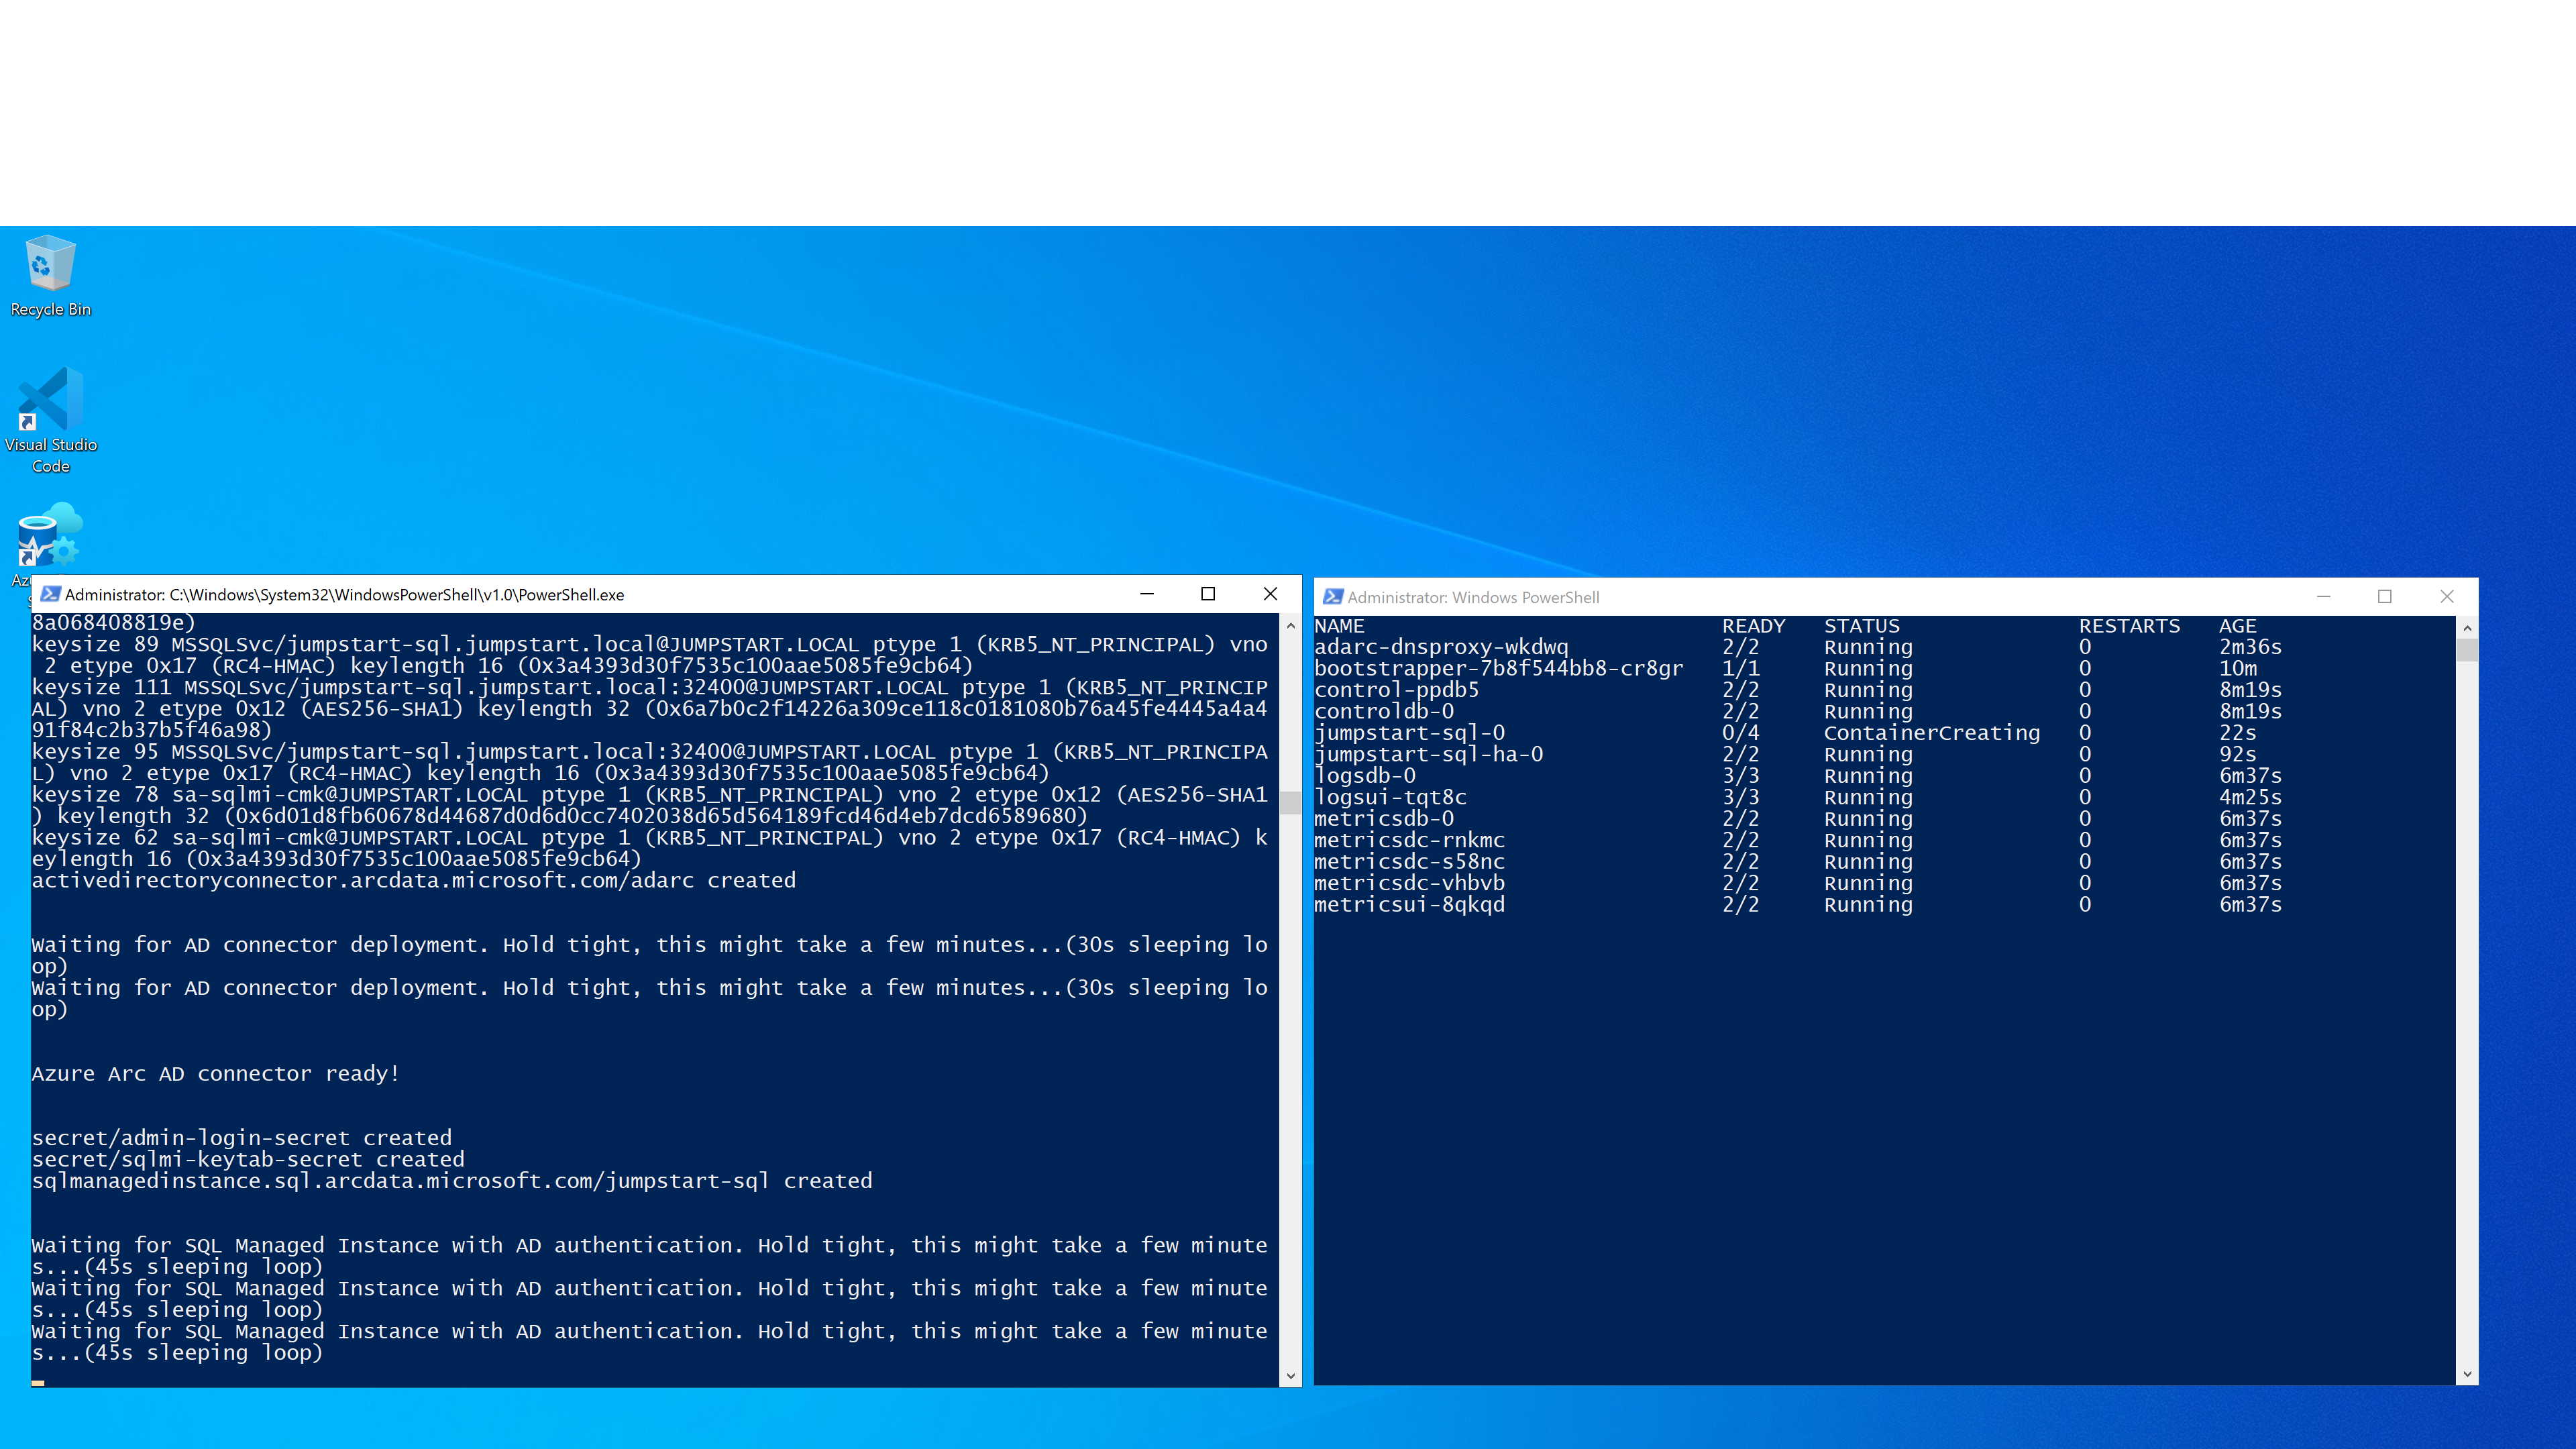 Recycle Bin
Visual Studio
Code
Administrator: C:\Windows\System32\WindowsPowerShell\v1.0\PowerShell.exe
8a068408819e)
keysize 89 MSSQLSvc/jumpstart-sql.jumpstart.local@JUMPSTART.LOCAL ptype 1 (KRB5_NT_PRINCIPAL) vno
 2 etype 0x17 (RC4-HMAC) keylength 16 (0x3a4393d30f7535c100aae5085fe9cb64)
keysize 111 MSSQLSvc/jumpstart-sql.jumpstart.local:32400@JUMPSTART.LOCAL ptype 1 (KRB5_NT_PRINCIP
AL) vno 2 etype 0x12 (AES256-SHA1) keylength 32 (0x6a7b0c2f14226a309ce118c0181080b76a45fe4445a4a4
91f84c2b37b5f46a98)
keysize 95 MSSQLSvc/jumpstart-sql.jumpstart.local:32400@JUMPSTART.LOCAL ptype 1 (KRB5_NT_PRINCIPA
L) vno 2 etype 0x17 (RC4-HMAC) keylength 16 (0x3a4393d30f7535c100aae5085fe9cb64)
keysize 78 sa-sqlmi-cmk@JUMPSTART.LOCAL ptype 1 (KRB5_NT_PRINCIPAL) vno 2 etype 0x12 (AES256-SHA1
) keylength 32 (0x6d01d8fb60678d44687d0d6d0cc7402038d65d564189fcd46d4eb7dcd6589680)
keysize 62 sa-sqlmi-cmk@JUMPSTART.LOCAL ptype 1 (KRB5_NT_PRINCIPAL) vno 2 etype 0x17 (RC4-HMAC) k
eylength 16 (0x3a4393d30f7535c100aae5085fe9cb64)
activedirectoryconnector.arcdata.microsoft.com/adarc created
Waiting for AD connector deployment. Hold tight, this might take a few minutes...(30s sleeping lo
op)
Waiting for AD connector deployment. Hold tight, this might take a few minutes...(30s sleeping lo
op)
Azure Arc AD connector ready!
secret/admin-login-secret created
secret/sqlmi-keytab-secret created
sqlmanagedinstance.sql.arcdata.microsoft.com/jumpstart-sql created
Waiting for SQL Managed Instance with AD authentication. Hold tight, this might take a few minute
s...(45s sleeping loop)
Waiting for SQL Managed Instance with AD authentication. Hold tight, this might take a few minute
s...(45s sleeping loop)
Waiting for SQL Managed Instance with AD authentication. Hold tight, this might take a few minute
s...(45s sleeping loop)
Administrator: Windows PowerShell
NAME READY STATUS RESTARTS AGE
adarc-dnsproxy-wkdwq 2/2 Running 0 2m36s
bootstrapper-7b8f544bb8-cr8gr 1/1 Running 0 10m
control-ppdb5 2/2 Running 0 8m19s
controldb-0 2/2 Running 0 8m19s
jumpstart-sql-0 0/4 ContainerCreating 0 22s
jumpstart-sql-ha-0 2/2 Running 0 92s
logsdb-0 3/3 Running 0 6m37s
logsui-tqt8c 3/3 Running 0 4m25s
metricsdb-0 2/2 Running 0 6m37s
metricsdc-rnkmc 2/2 Running 0 6m37s
metricsdc-s58nc 2/2 Running 0 6m37s
metricsdc-vhbvb 2/2 Running 0 6m37s
metricsui-8qkqd 2/2 Running 0 6m37s